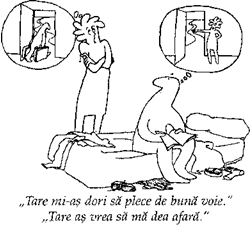 „Tare mi-aș dori să plece de bună voie.“
„Tare aș vrea să mă dea afară.“